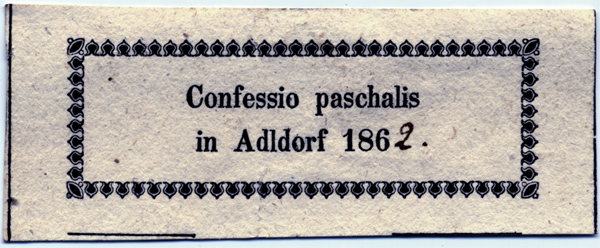 Confessio paschalis
in Adldorf 1862.